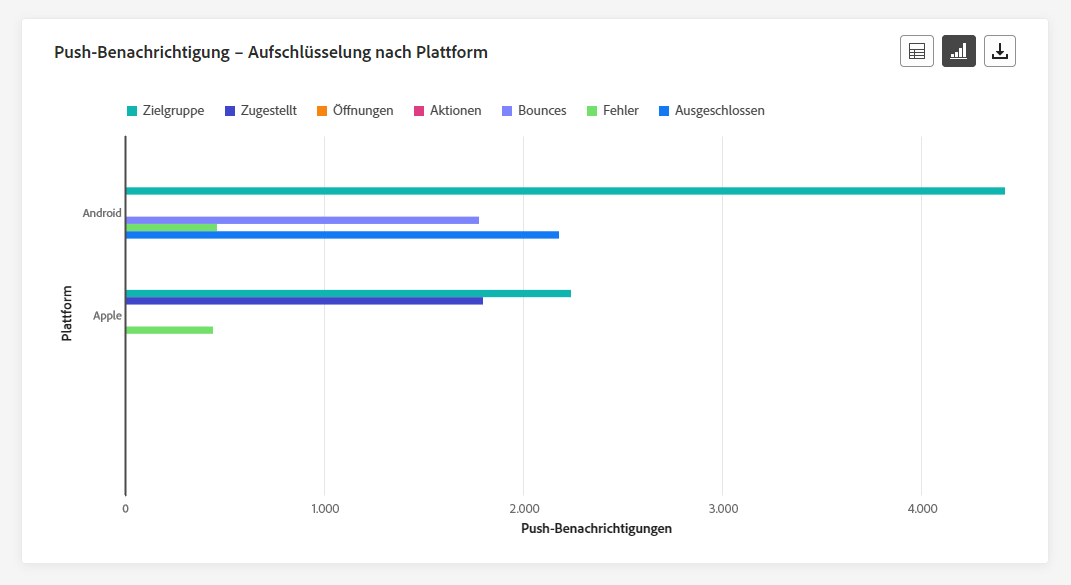 Push-Benachrichtigung – Aufschlüsselung nach Plattform
Zielgruppe Zugestellt Öffnungen Aktionen Bounces Fehler Ausgeschlossen
Android
Apple
Plattform
0 1.000 2.000 3.000 4.000
Push-Benachrichtigungen